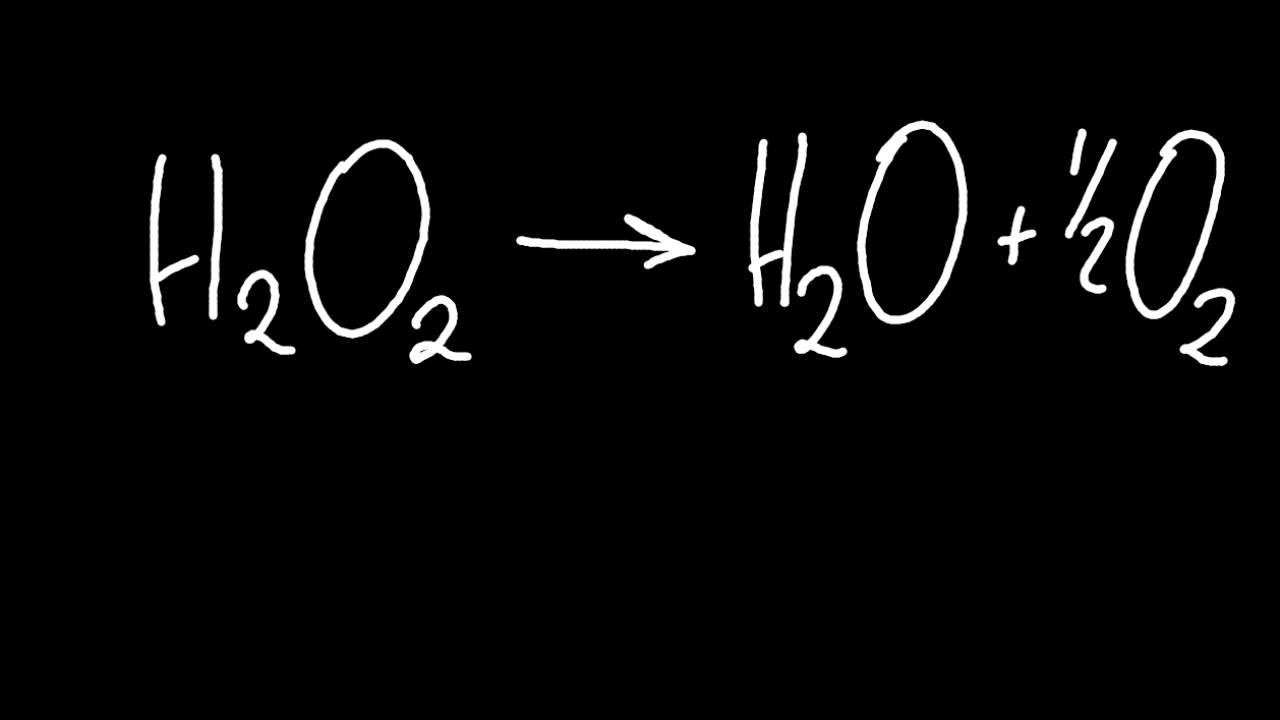 H₂O₂ → H₂O + ½O₂